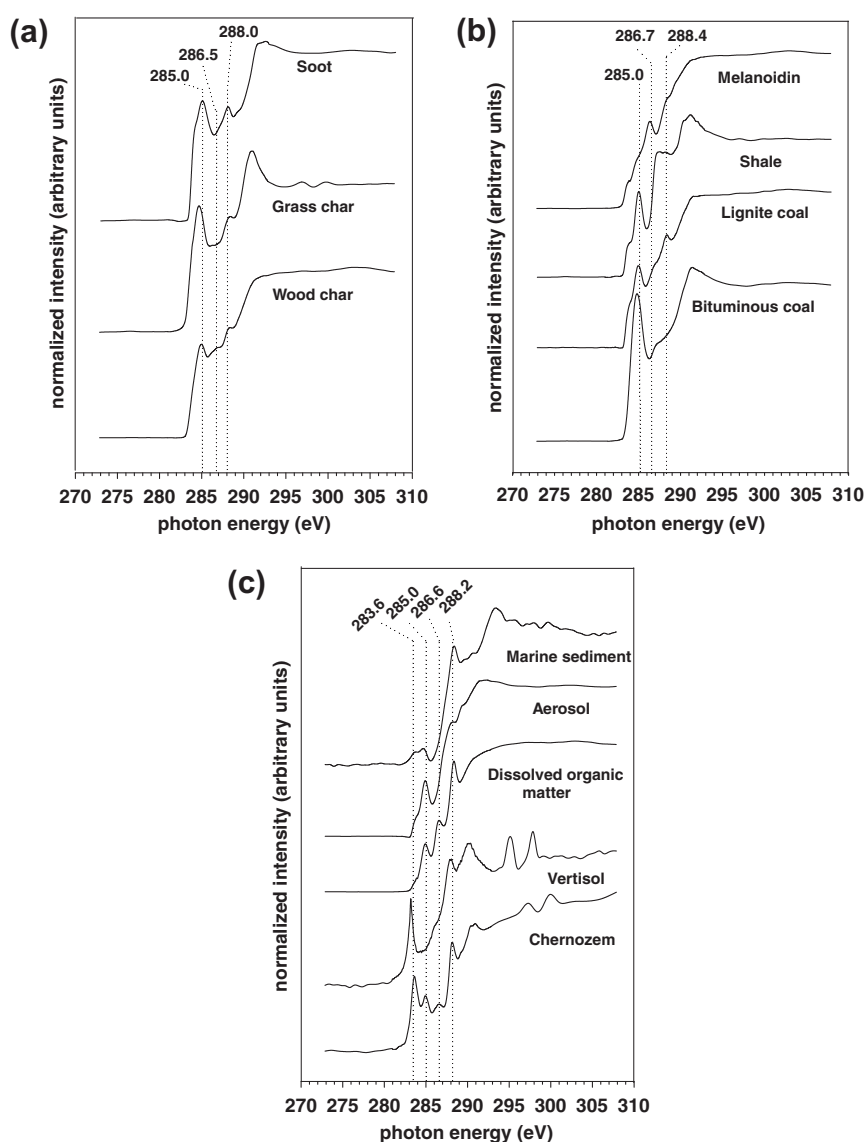 (a)
288.0
286.5
285.0
Soot
Grass char
Wood char
normalized intensity (arbitrary units)
270 275 280 285 290 295 300 305 310
photon energy (eV)
(b)
286.7 288.4
285.0
Melanoidin
Shale
Lignite coal
Bituminous coal
normalized intensity (arbitrary units)
270 275 280 285 290 295 300 305 310
photon energy (eV)
(c)
283.6
285.0
286.6
288.2
Marine sediment
Aerosol
Dissolved organic
matter
Vertisol
Chernozem
normalized intensity (arbitrary units)
270 275 280 285 290 295 300 305 310
photon energy (eV)